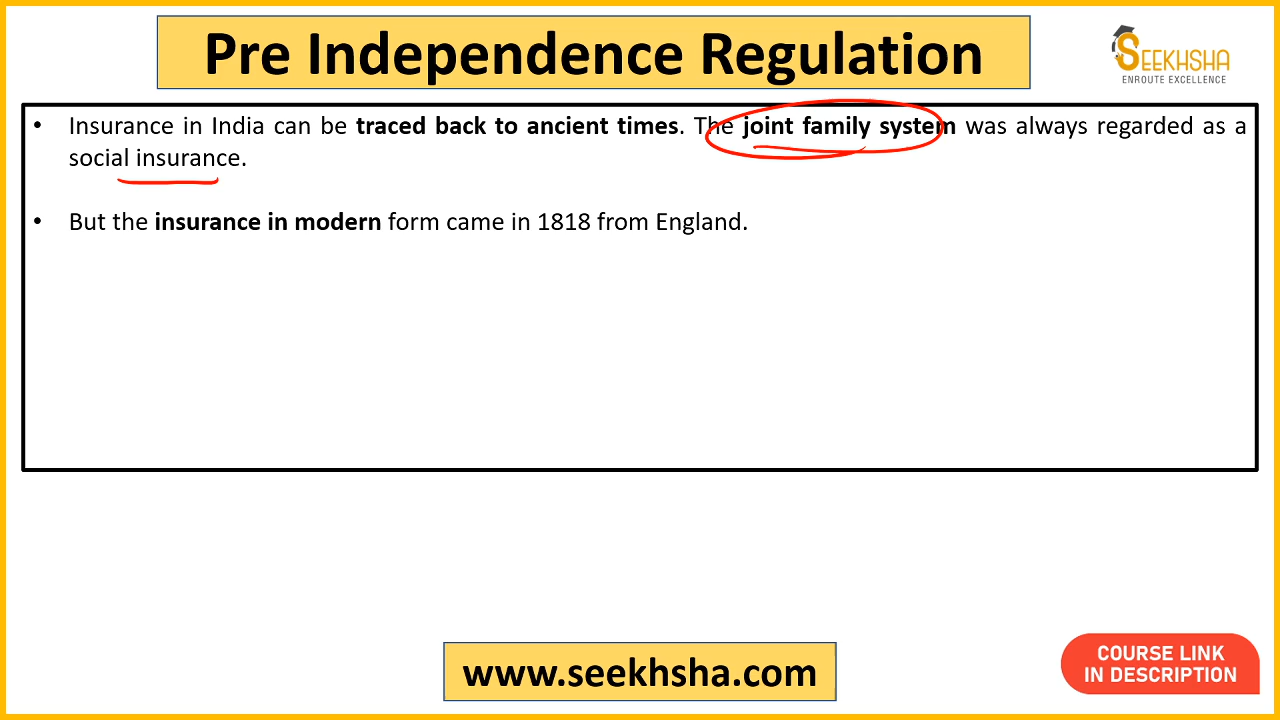 Pre Independence Regulation
SEEKHSHA
ENROUTE EXCELLENCE
• Insurance in India can be traced back to ancient times. The joint family system was always regarded as a
social insurance.
• But the insurance in modern form came in 1818 from England.
www.seekhsha.com
COURSE LINK
IN DESCRIPTION